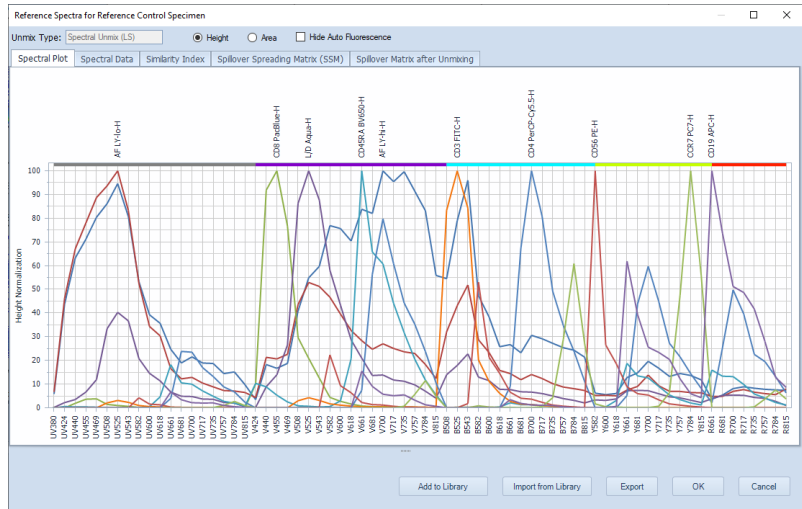 Reference Spectra for Reference Control Specimen
Unmix Type: Spectral Unmix (LS) Height Area Hide Auto Fluorescence
Spectral Plot Spectral Data Similarity Index Spillover Spreading Matrix (SSM) Spillover Matrix after Unmixing
AF LY-lo-H
CD8 PacBlue-H
L/D Aqua-H
CD45RA BV650-H
AF LY-hi-H
CD3 FITC-H
CD4 PerCP-Cy5.5-H
CD56 PE-H
CCR7 PC7-H
CD19 APC-H
Height Normalization
100
90
80
70
60
50
40
30
20
10
0
UV380
UV424
UV440
UV455
UV469
UV508
UV525
UV543
UV582
UV600
UV618
UV661
UV681
UV700
UV717
UV735
UV757
UV784
UV815
V424
V440
V455
V469
V508
V525
V543
V582
V600
V618
V661
V681
V700
V717
V735
V757
V784
V815
B508
B525
B543
B582
B600
B618
B661
B681
B700
B717
B735
B757
B784
B815
Y582
Y600
Y618
Y661
Y681
Y700
Y717
Y735
Y757
Y784
Y815
R661
R681
R700
R717
R735
R757
R784
R815
Add to Library Import from Library Export OK Cancel